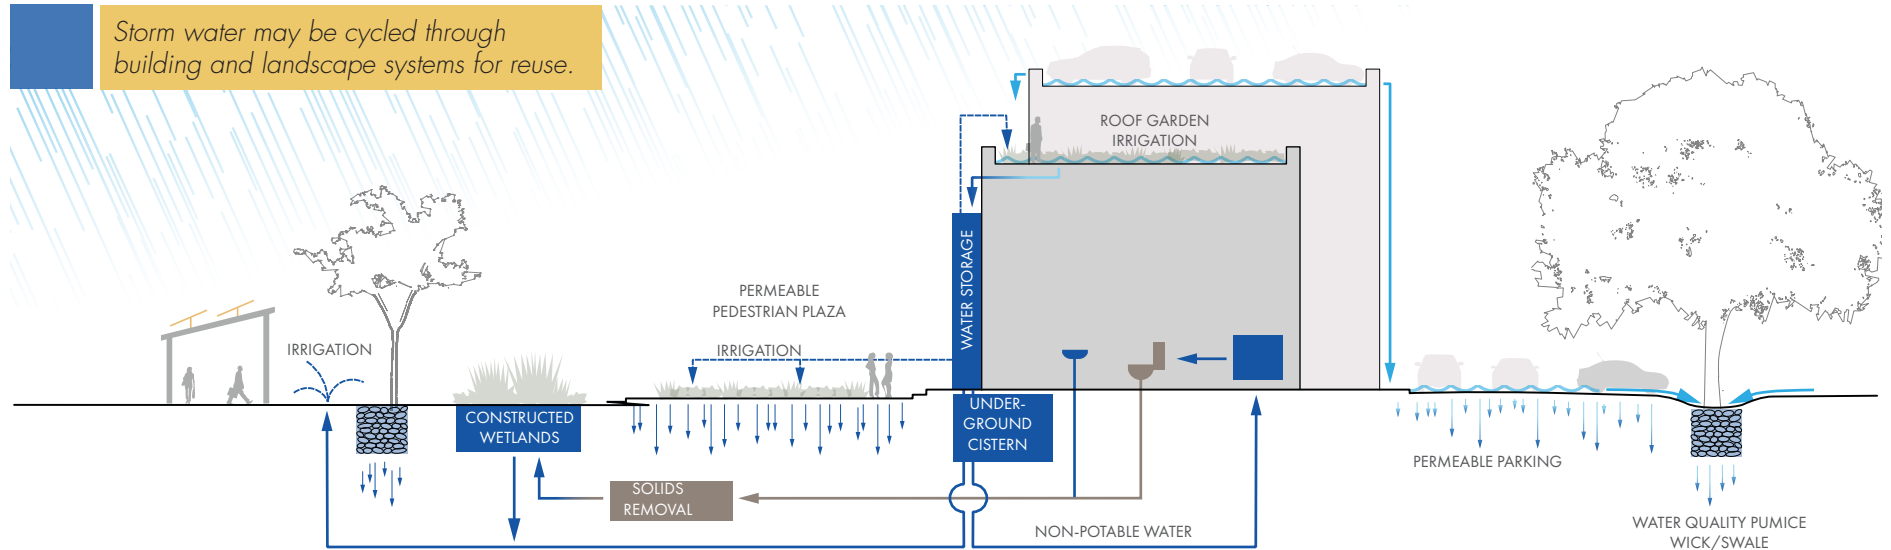 Storm water may be cycled through
building and landscape systems for reuse.
ROOF GARDEN
IRRIGATION
WATER STORAGE
PERMEABLE
PEDESTRIAN PLAZA
IRRIGATION
IRRIGATION
CONSTRUCTED
WETLANDS
UNDER-
GROUND
CISTERN
SOLIDS
REMOVAL
NON-POTABLE WATER
PERMEABLE PARKING
WATER QUALITY PUMICE
WICK/SWALE